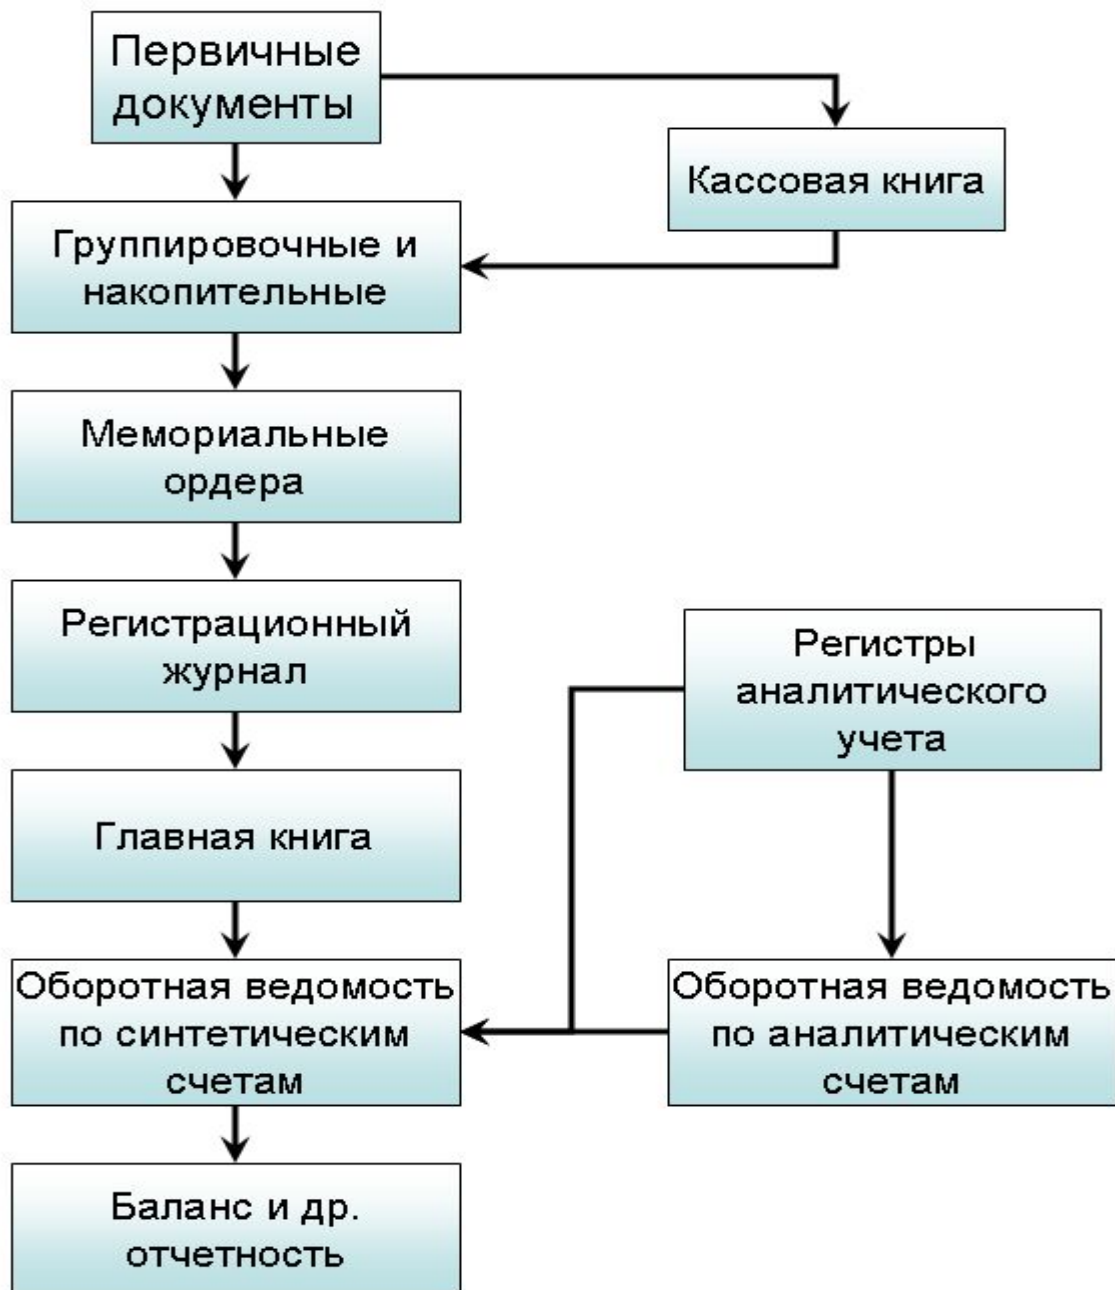 Первичные
документы
Кассовая книга
Группировочные и
накопительные
Мемориальные
ордера
Регистрационный
журнал
Регистры
аналитического
учета
Главная книга
Оборотная ведомость
по синтетическим
счетам
Оборотная ведомость
по аналитическим
счетам
Баланс и др.
отчетность